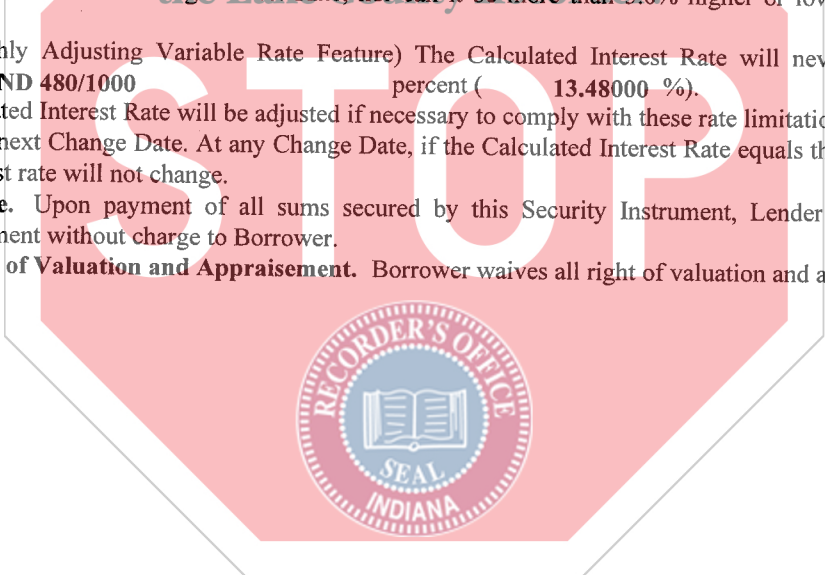 hly Adjusting Variable Rate Feature) The Calculated Interest Rate will nev
ND 480/1000 percent ( 13.48000 %).
ted Interest Rate will be adjusted if necessary to comply with these rate limitatio
next Change Date. At any Change Date, if the Calculated Interest Rate equals th
st rate will not change.
e. Upon payment of all sums secured by this Security Instrument, Lender
nent without charge to Borrower.
of Valuation and Appraisement. Borrower waives all right of valuation and a
STOP
RECORDER'S OFFICE
SEAL
INDIANA